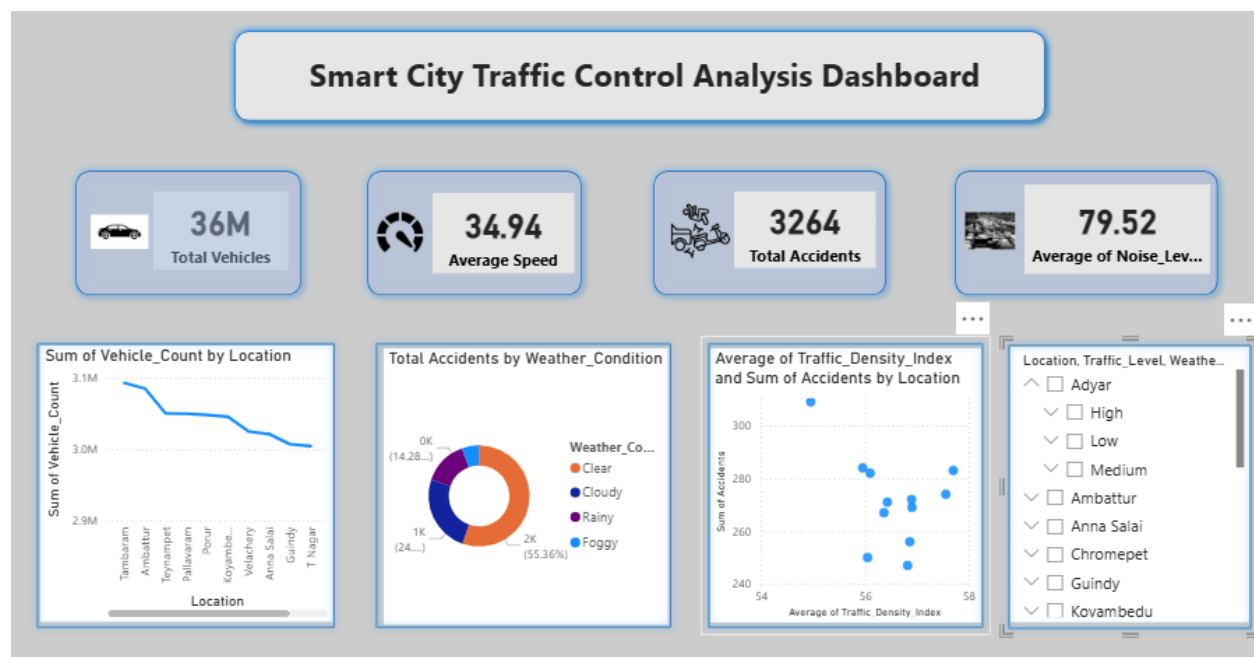 Smart City Traffic Control Analysis Dashboard
36M
Total Vehicles
34.94
Average Speed
3264
Total Accidents
79.52
Average of Noise_Lev...
Sum of Vehicle_Count by Location
Sum of Vehicle_Count
3.1M
3.0M
2.9M
Tambaram
Ambattur
Teynampet
Pallavaram
Porur
Koyambe...
Velachery
Anna Salai
Guindy
T Nagar
Location
Total Accidents by Weather_Condition
0K
(14.28...)
1K
(24....)
2K
(55.36%)
Weather_Co...
Clear
Cloudy
Rainy
Foggy
Average of Traffic_Density_Index
and Sum of Accidents by Location
Sum of Accidents
300
280
260
240
54
56
58
Average of Traffic_Density_Index
Location, Traffic_Level, Weathe...
Adyar
High
Low
Medium
Ambattur
Anna Salai
Chromepet
Guindy
Koyambedu